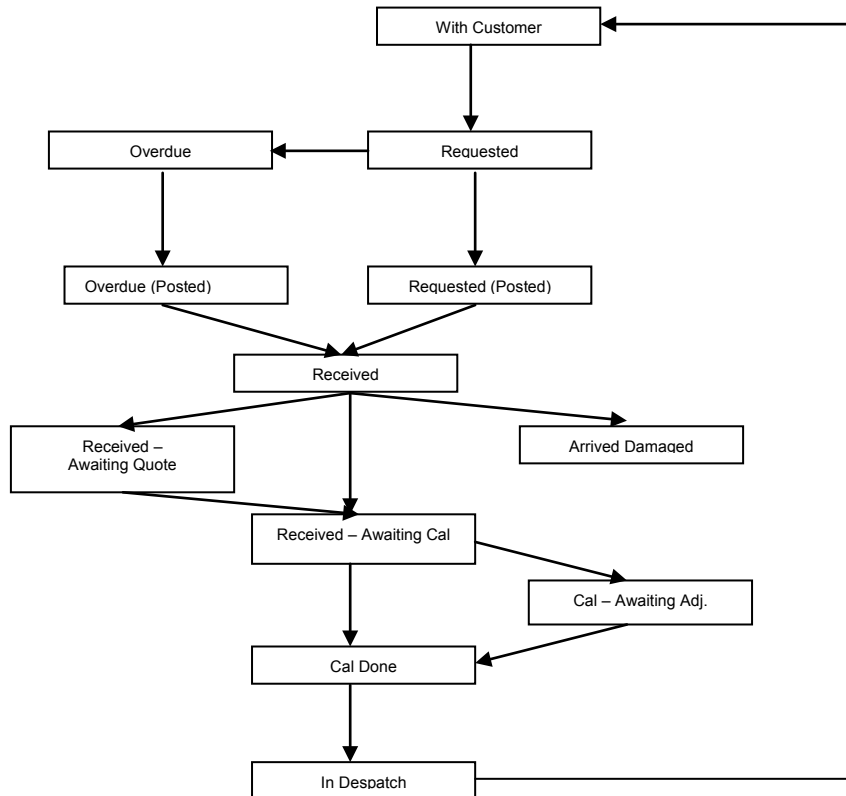 With Customer
Overdue
Requested
Overdue (Posted)
Requested (Posted)
Received
Received –
Awaiting Quote
Arrived Damaged
Received – Awaiting Cal
Cal – Awaiting Adj.
Cal Done
In Despatch